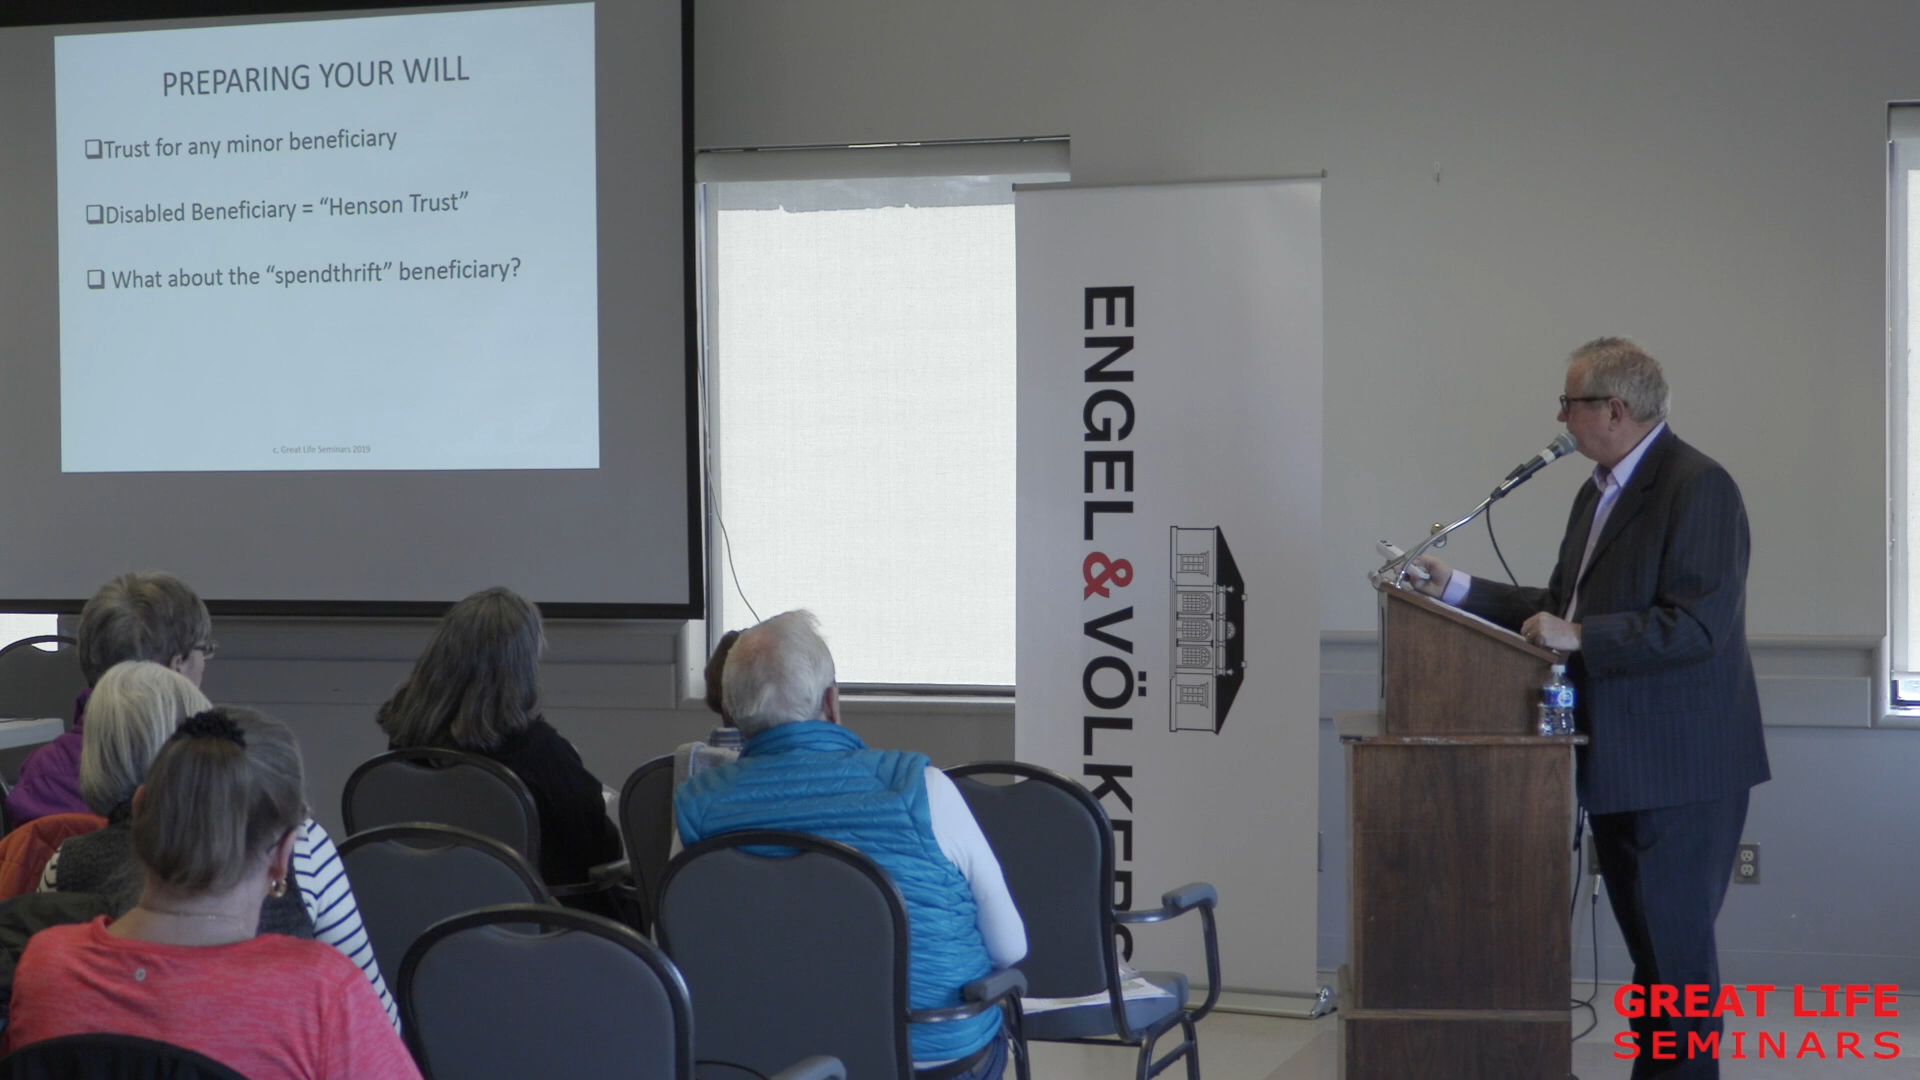 PREPARING YOUR WILL
❑Trust for any minor beneficiary
❑Disabled Beneficiary = “Henson Trust”
❑ What about the “spendthrift” beneficiary?
c. Great Life Seminars 2019
ENGEL & VÖLKERS
GREAT LIFE
SEMINARS